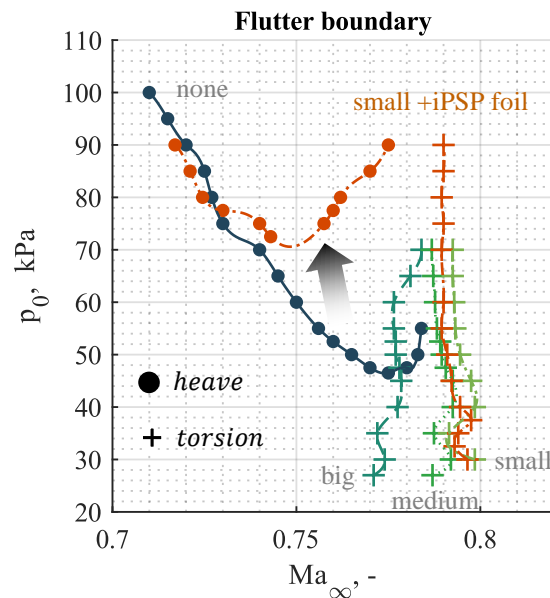 Flutter boundary
110
100
90
80
70
60
50
40
30
20
p₀, kPa
none
small +iPSP foil
heave
torsion
big
medium
small
0.7
0.75
0.8
Ma∞, -